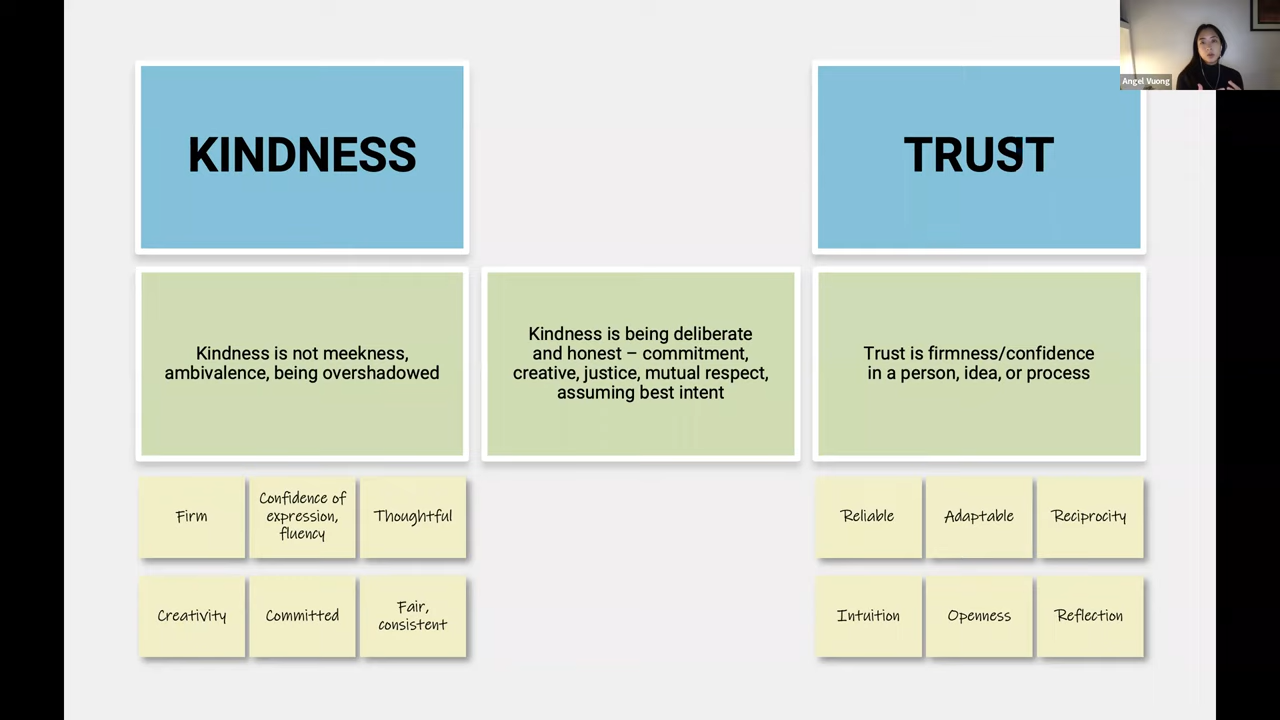 Angel Vuong
KINDNESS
TRUST
Kindness is not meekness,
ambivalence, being overshadowed
Kindness is being deliberate
and honest – commitment,
creative, justice, mutual respect,
assuming best intent
Trust is firmness/confidence
in a person, idea, or process
Firm
Confidence of
expression,
fluency
Thoughtful
Creativity
Committed
Fair,
consistent
Reliable
Adaptable
Reciprocity
Intuition
Openness
Reflection